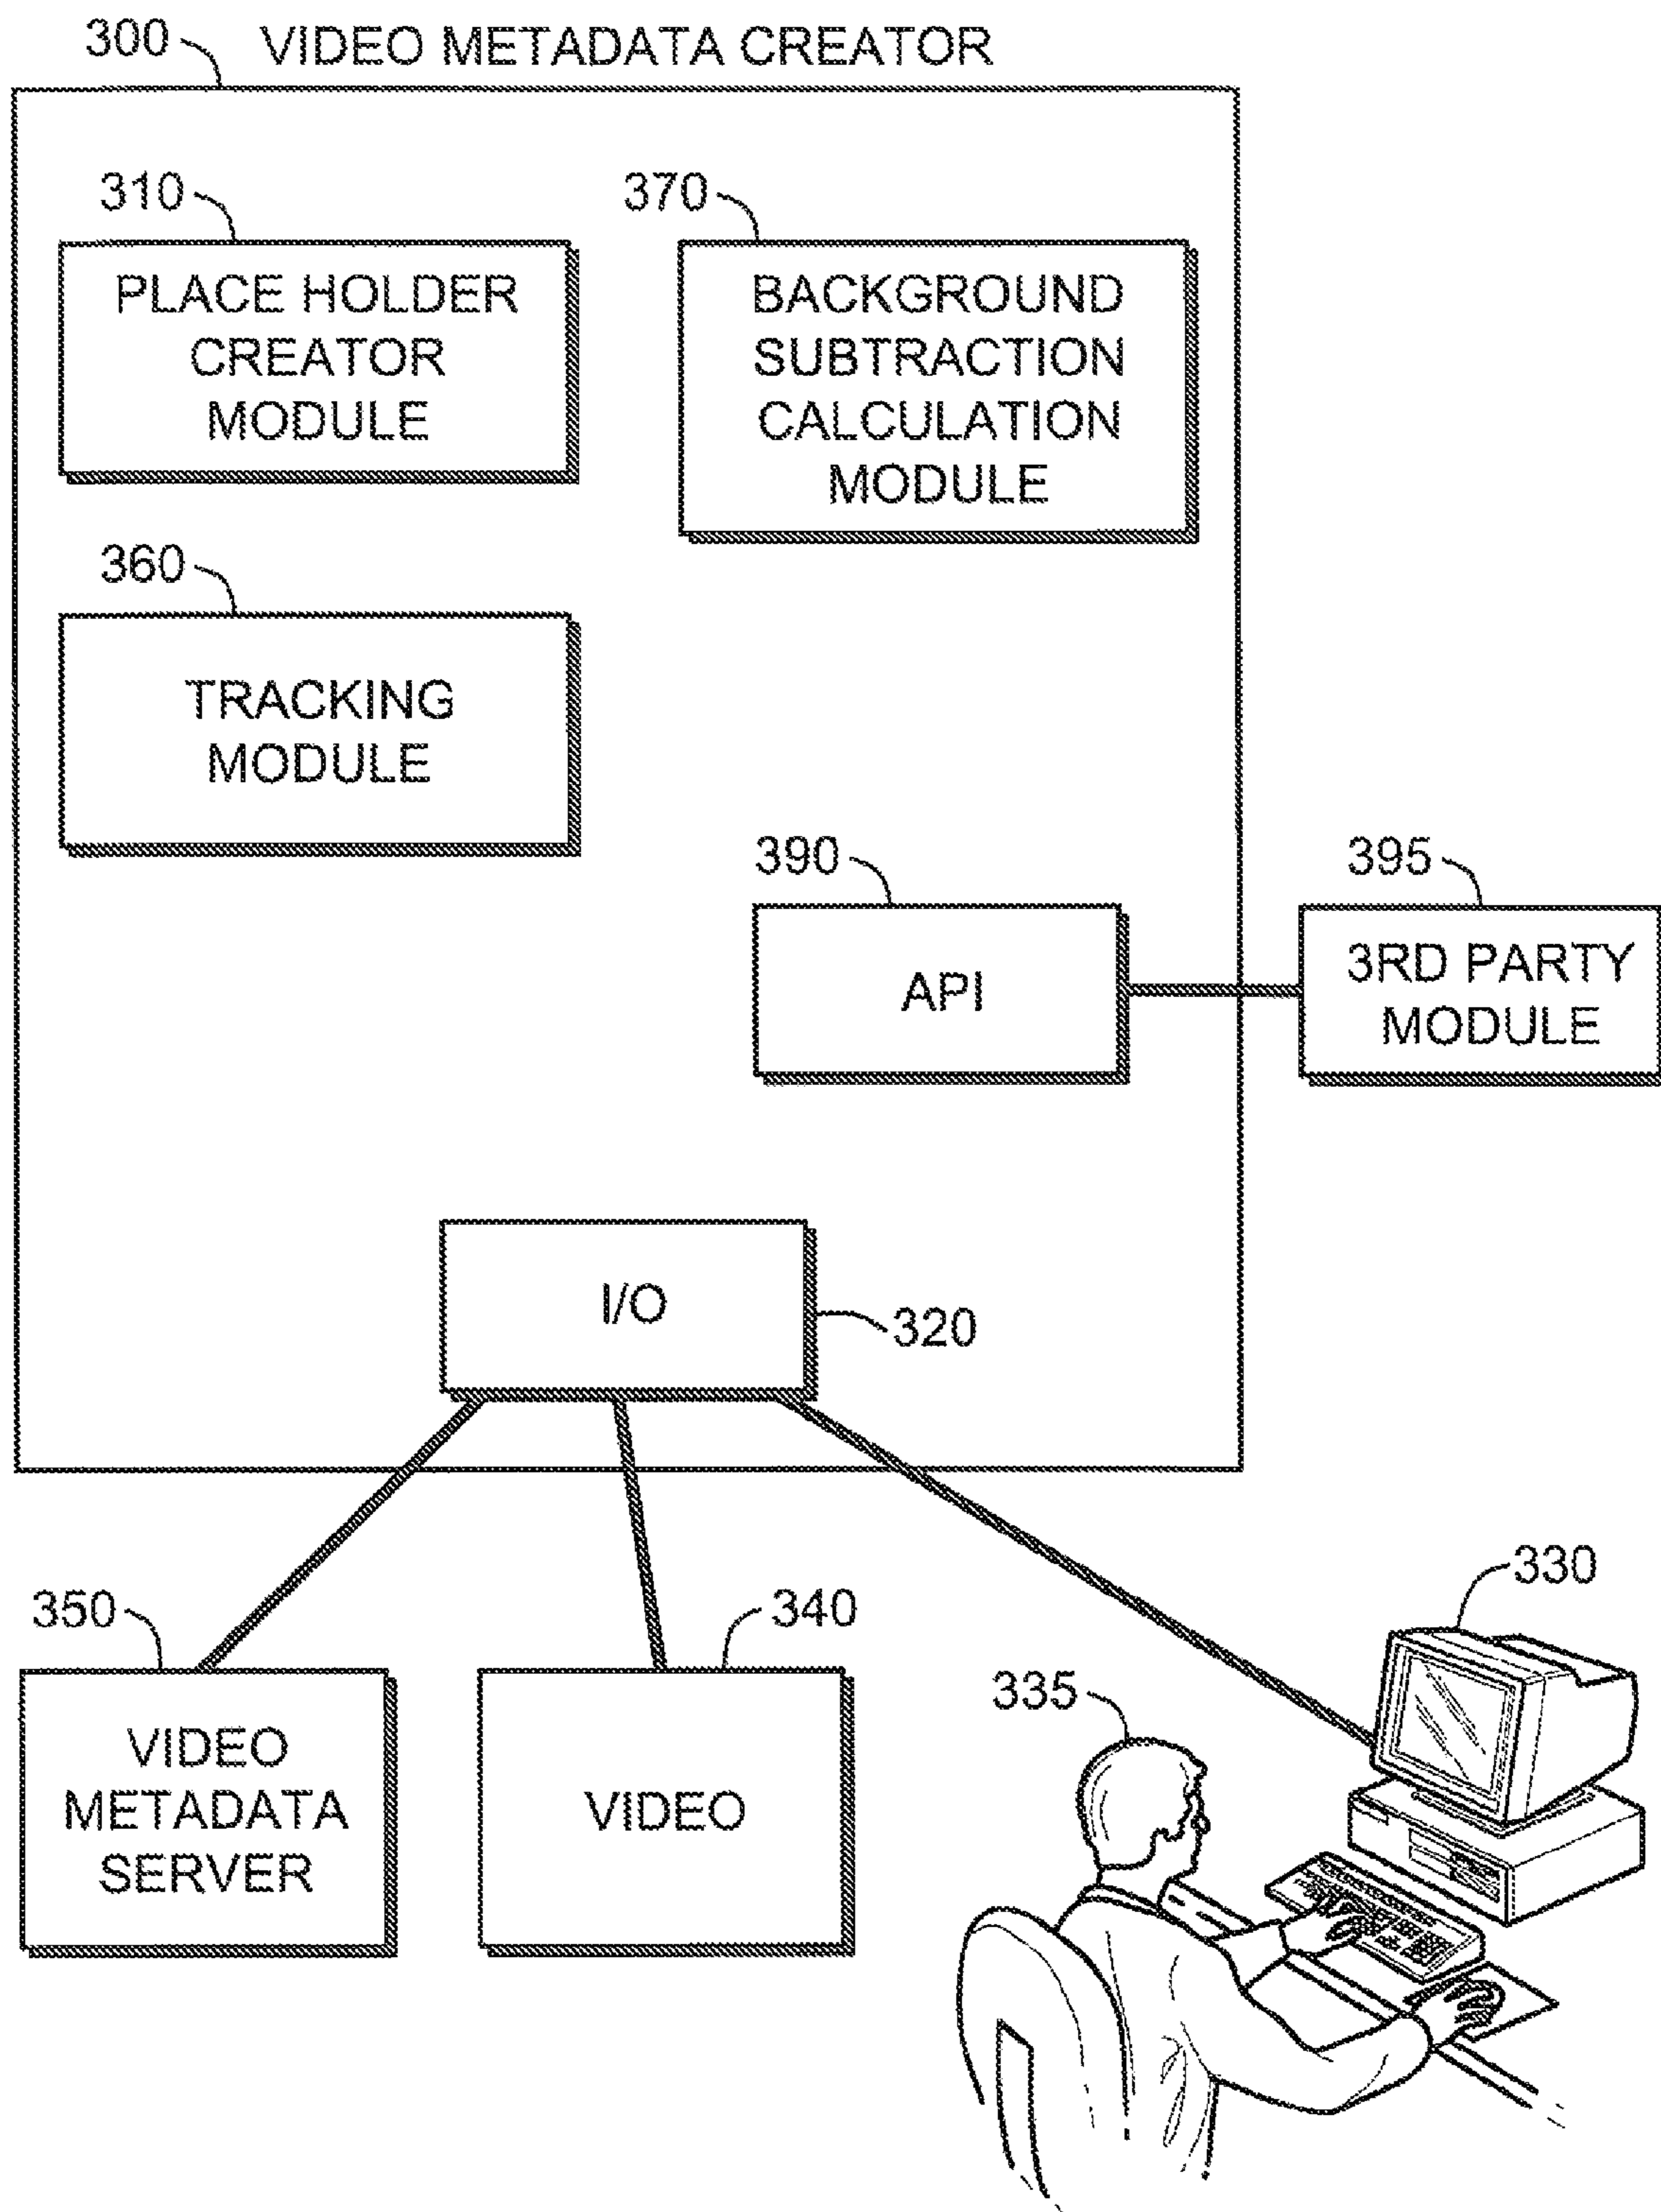 300 VIDEO METADATA CREATOR
310
PLACE HOLDER
CREATOR
MODULE
370
BACKGROUND
SUBTRACTION
CALCULATION
MODULE
360
TRACKING
MODULE
390
API
395
3RD PARTY
MODULE
I/O
320
350
VIDEO
METADATA
SERVER
340
VIDEO
330
335